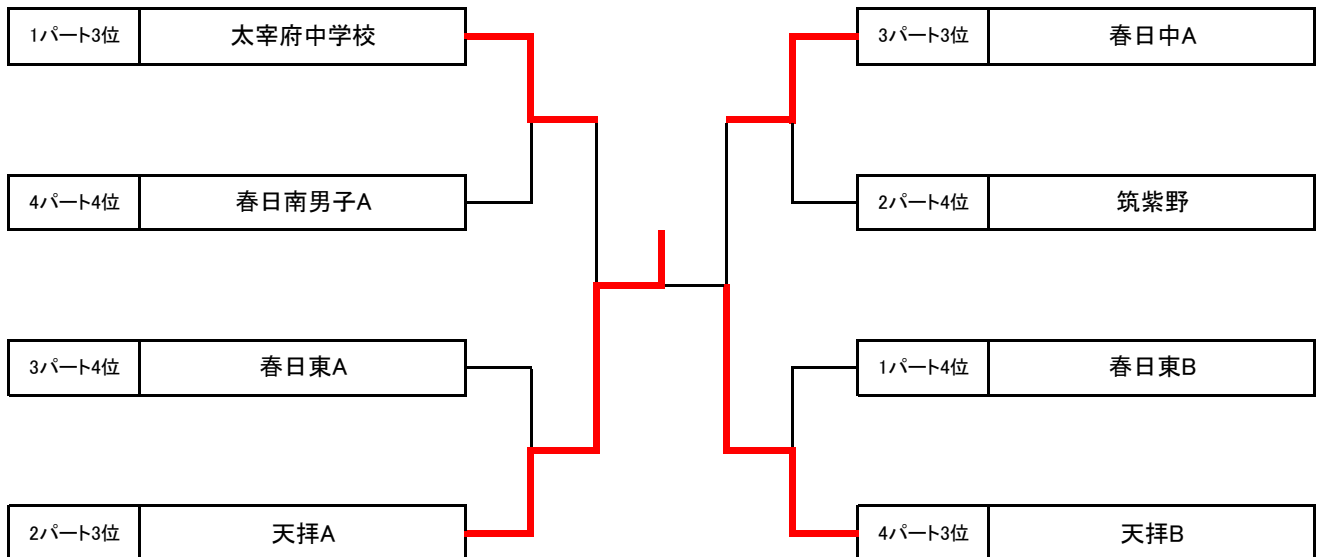 1パート3位 太宰府中学校
4パート4位 春日南男子A
3パート4位 春日東A
2パート3位 天拝A
3パート3位 春日中A
2パート4位 筑紫野
1パート4位 春日東B
4パート3位 天拝B